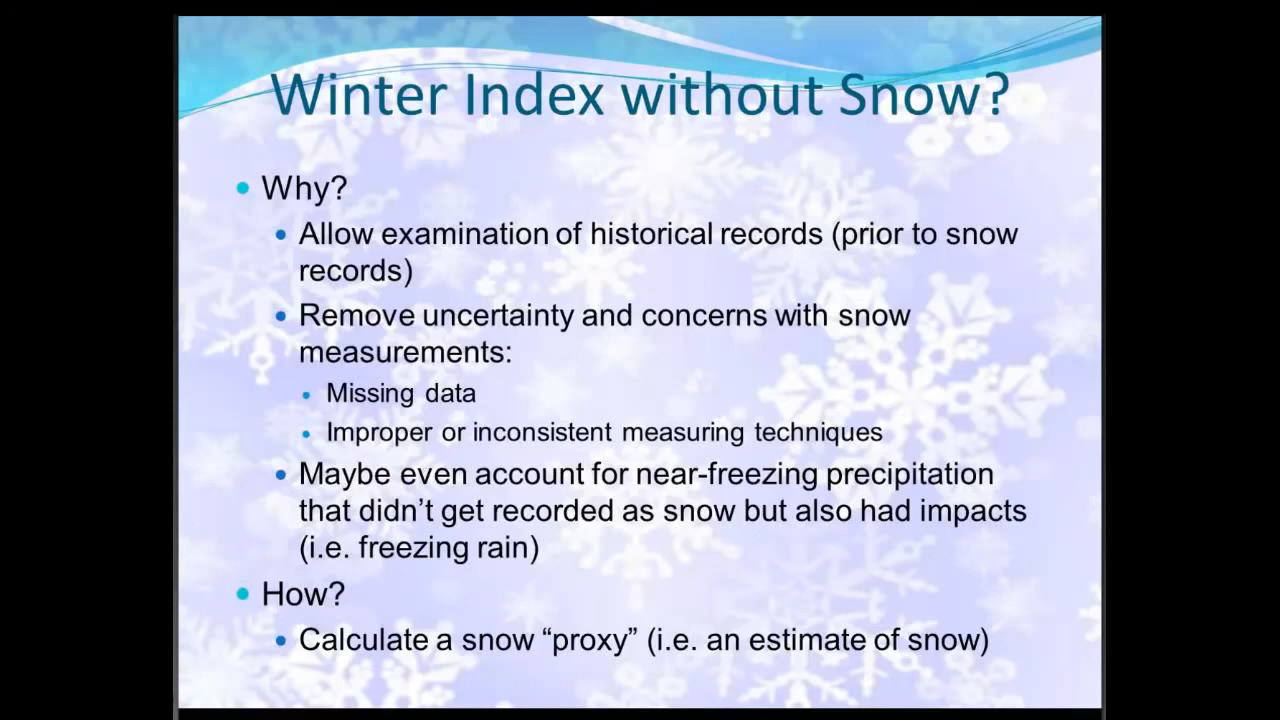 Winter Index without Snow?
• Why?
• Allow examination of historical records (prior to snow
records)
• Remove uncertainty and concerns with snow
measurements:
• Missing data
• Improper or inconsistent measuring techniques
• Maybe even account for near-freezing precipitation
that didn’t get recorded as snow but also had impacts
(i.e. freezing rain)
• How?
• Calculate a snow “proxy” (i.e. an estimate of snow)